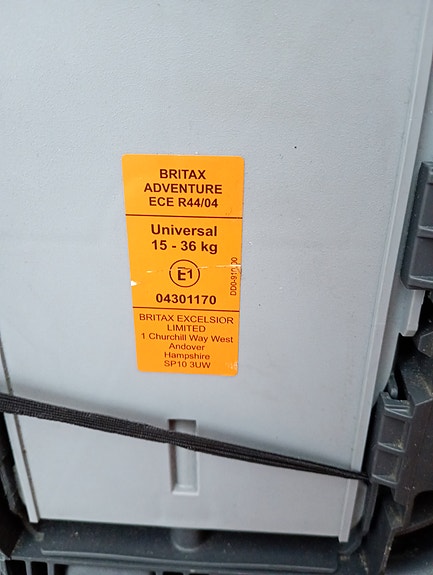 BRITAX
ADVENTURE
ECE R44/04
Universal
15 - 36 kg
E1
04301170
BRITAX EXCELSIOR
LIMITED
1 Churchill Way West
Andover
Hampshire
SP10 3UW